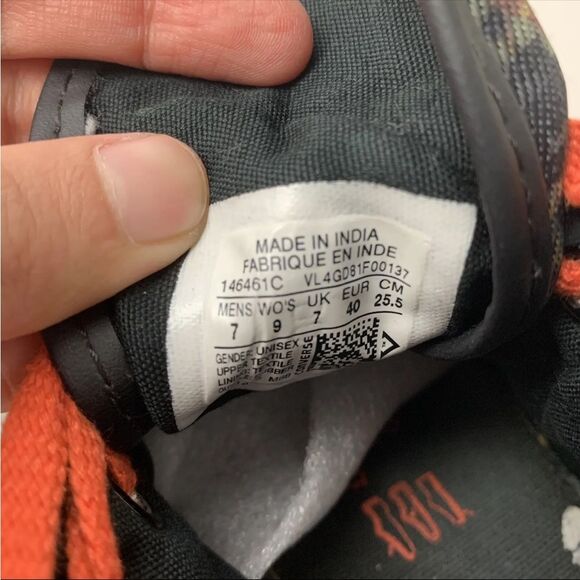 MADE IN INDIA
FABRIQUE EN INDE
146461C VL4G081F00137
MENS WO'S UK EUR CM
7 9 7 40 25.5
GENDER: UNISEX
UPPER: TEXTILE
CONVERSE